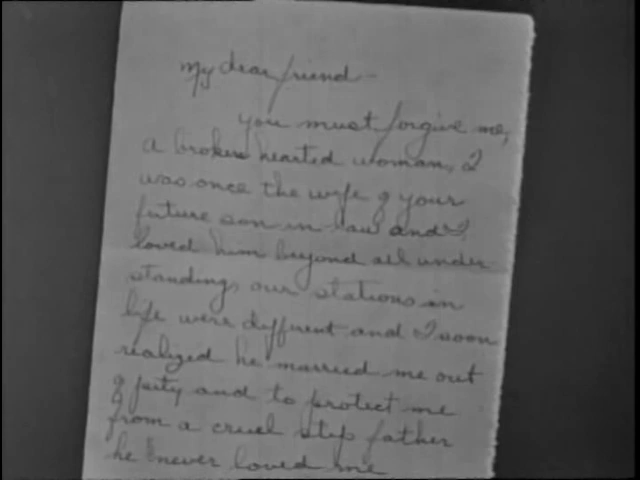 My dear friend -
you must forgive me,
a broken hearted woman, I
was once the wife of your
future son in law and I
loved him beyond all under
standing, our stations in
life were different and I soon
realized he married me out
of pity and to protect me
from a cruel step father
he never loved me